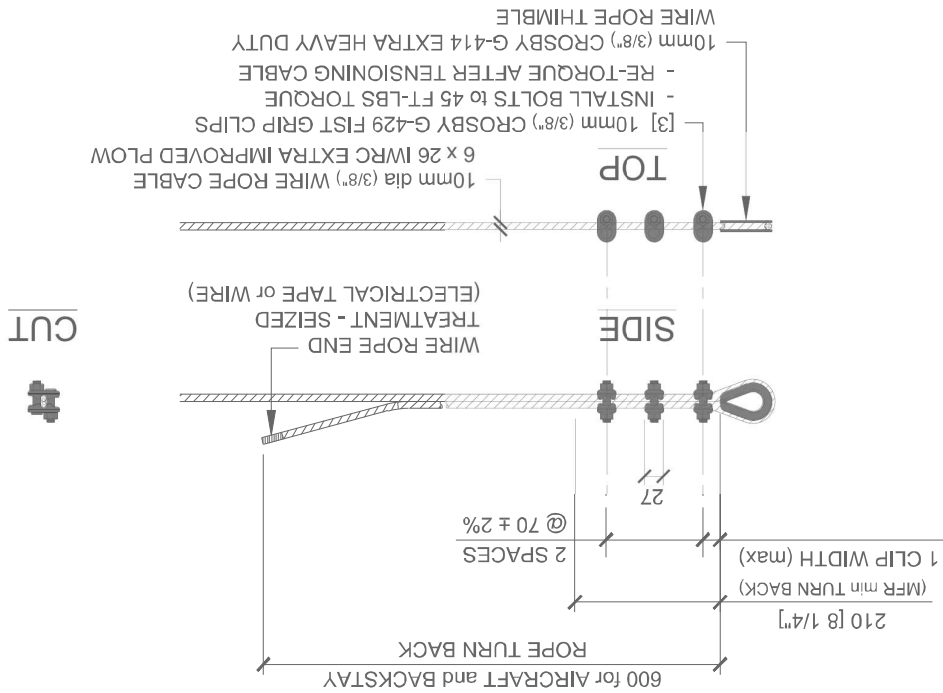 600 for AIRCRAFT and BACKSTAY
ROPE TURN BACK
210 [8 1/4"]
(MFR min TURN BACK)
1 CLIP WIDTH (max)
2 SPACES
@ 70 ± 2%
27
SIDE
WIRE ROPE END
TREATMENT - SEIZED
(ELECTRICAL TAPE or WIRE)
CUT
TOP
10mm dia (3/8") WIRE ROPE CABLE
6 x 26 IWRC EXTRA IMPROVED PLOW
[3] 10mm (3/8") CROSBY G-429 FIST GRIP CLIPS
- INSTALL BOLTS to 45 FT-LBS TORQUE
- RE-TORQUE AFTER TENSIONING CABLE
10mm (3/8") CROSBY G-414 EXTRA HEAVY DUTY
WIRE ROPE THIMBLE